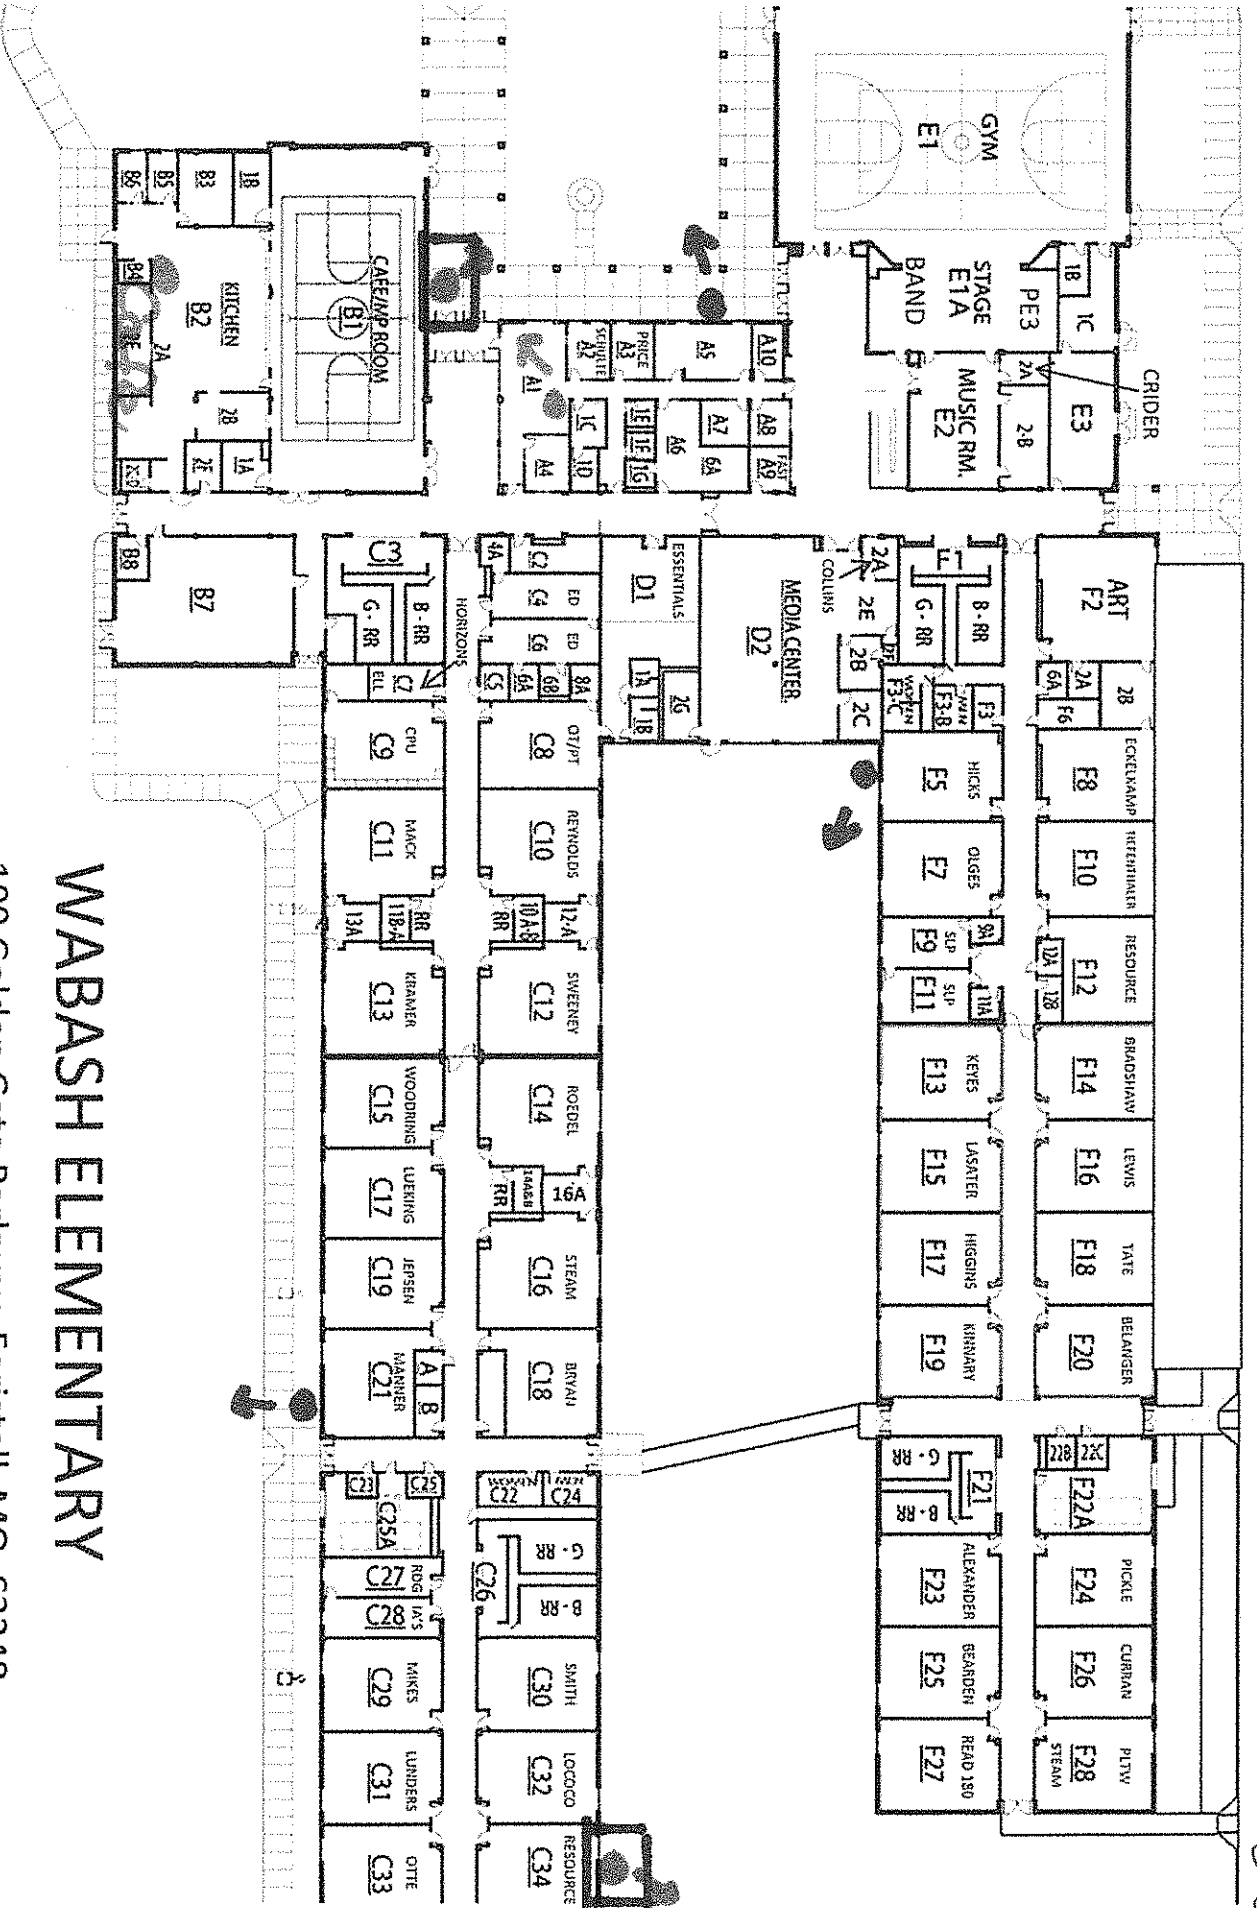 GYM
E1
STAGE
E1A
BAND
PE3
1B
1C
CRIDER
2A
E3
MUSIC RM.
E2
2-B
1B
B3
B5
B6
CAFE/MP ROOM
B1
KITCHEN
B2
B4
2A
2B
2F
1A
A10
A5
PRICE
A3
SCHULTE
A2
A1
1C
1E
1F
1G
1D
A4
A6
A7
6A
A8
FAST
A9
B8
B7
C3
B - RR
G - RR
HORIZONS
4A
C2
ED
C4
ED
C6
C5
6A
6B
8A
ELL
C7
ESSENTIALS
D1
1A
1B
2G
MEDIA CENTER
D2
COLLINS
2A
2E
2B
2C
B - RR
G - RR
WOMEN
F3-C
MEN
F3-B
F3
ART
F2
6A
2A
2B
F6
CPU
C9
OT/PT
C8
HICKS
F5
ECKELKAMP
F8
MACK
C11
REYNOLDS
C10
OLGES
F7
F10
13A
11B-A
RR
RR
10A-B
12-A
SLP
F9
9A
SLP
F11
11A
RESOURCE
F12
12A
12B
KRAMER
C13
SWEENEY
C12
KEYES
F13
BRADSHAW
F14
WOODRING
C15
ROEDEL
C14
LASATER
F15
LEWIS
F16
LUEKING
C17
RR
14A&B
16A
HIGGINS
F17
TATE
F18
JEPSEN
C19
STEAM
C16
KINNARY
F19
BELANGER
F20
MANNER
C21
A
B
BRYAN
C18
C23
C25
C25A
WOMEN
C22
MEN
C24
G - RR
B - RR
F21
22B
22C
F22A
RDG
C27
IA'S
C28
C26
G - RR
B - RR
ALEXANDER
F23
PICKLE
F24
MIKES
C29
SMITH
C30
BEARDEN
F25
CURRAN
F26
LUNDERS
C31
LOCOCO
C32
READ 180
F27
PLTW
F28
STEAM
OTTE
C33
RESOURCE
C34
WABASH ELEMENTARY